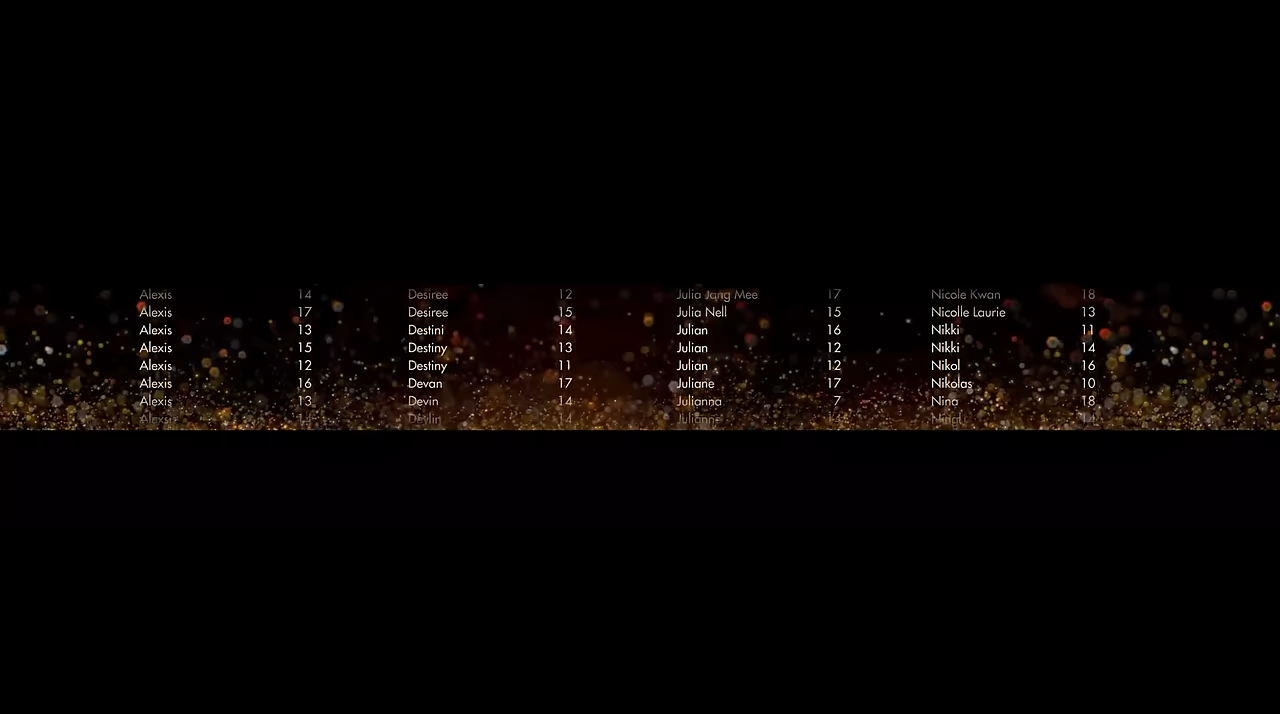 Alexis 14 Desiree 12 Julia Jang Mee 17 Nicole Kwan 18
Alexis 17 Desiree 15 Julia Nell 15 Nicolle Laurie 13
Alexis 13 Destini 14 Julian 16 Nikki 11
Alexis 15 Destiny 13 Julian 12 Nikki 14
Alexis 12 Destiny 11 Julian 12 Nikol 16
Alexis 16 Devan 17 Juliane 17 Nikolas 10
Alexis 13 Devin 14 Julianna 7 Nina 18
14